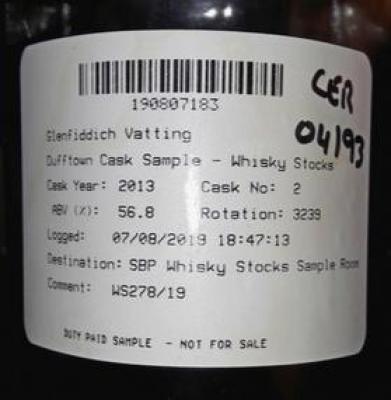 CER
04/93
190807183
Glenfiddich Vatting
Dufftown Cask Sample - Whisky Stocks
Cask Year: 2013 Cask No: 2
ABV (%): 56.8 Rotation: 3239
Logged: 07/08/2019 18:47:13
Destination: SBP Whisky Stocks Sample Room
Comment: WS278/19
DUTY PAID SAMPLE - NOT FOR SALE